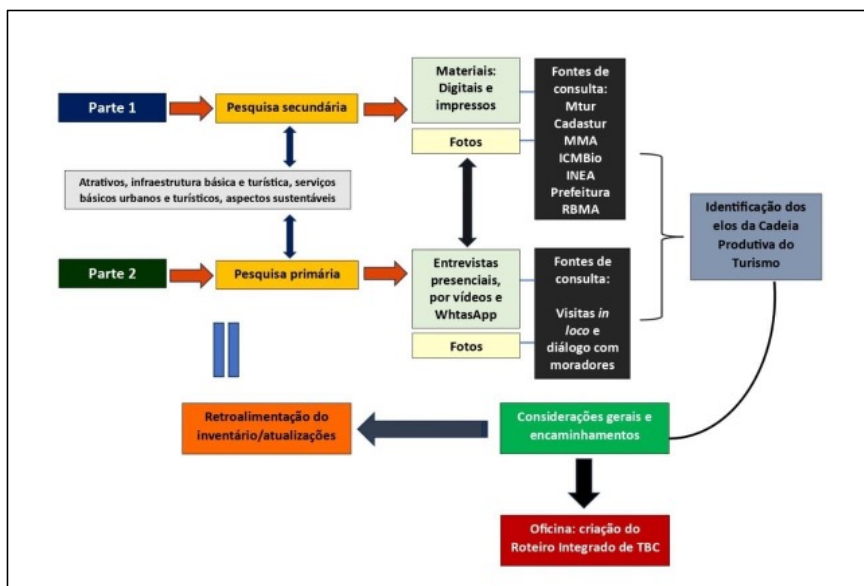 Parte 1
Pesquisa secundária
Materiais:
Digitais e
impressos
Fotos
Fontes de
consulta:
Mtur
Cadastur
MMA
ICMBio
INEA
Prefeitura
RBMA
Atrativos, infraestrutura básica e turística, serviços
básicos urbanos e turísticos, aspectos sustentáveis
Identificação dos
elos da Cadeia
Produtiva do
Turismo
Parte 2
Pesquisa primária
Entrevistas
presenciais,
por vídeos e
WhtasApp
Fotos
Fontes de
consulta:
Visitas in
loco e
diálogo com
moradores
Retroalimentação do
inventário/atualizações
Considerações gerais e
encaminhamentos
Oficina: criação do
Roteiro Integrado de TBC